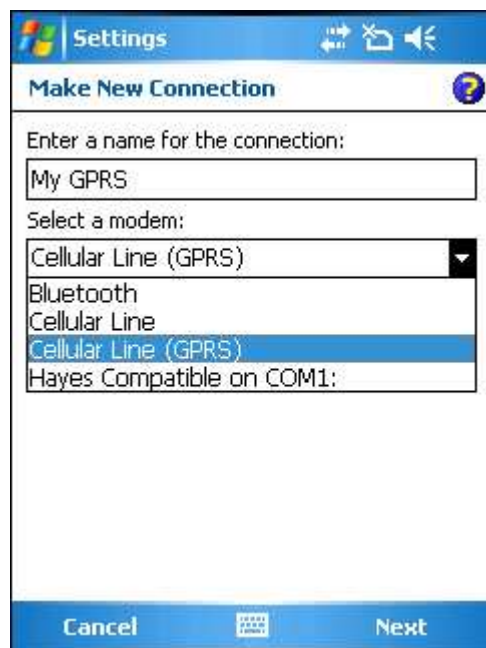 Settings
Make New Connection
Enter a name for the connection:
My GPRS
Select a modem:
Cellular Line (GPRS)
Bluetooth
Cellular Line
Cellular Line (GPRS)
Hayes Compatible on COM1:
Cancel Next